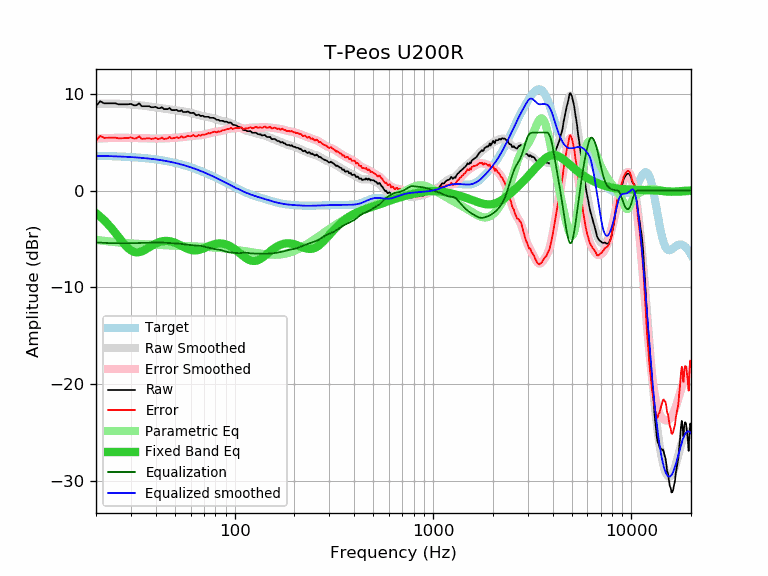 T-Peos U200R
Amplitude (dBr)
10
0
−10
−20
−30
Target
Raw Smoothed
Error Smoothed
Raw
Error
Parametric Eq
Fixed Band Eq
Equalization
Equalized smoothed
100
1000
10000
Frequency (Hz)